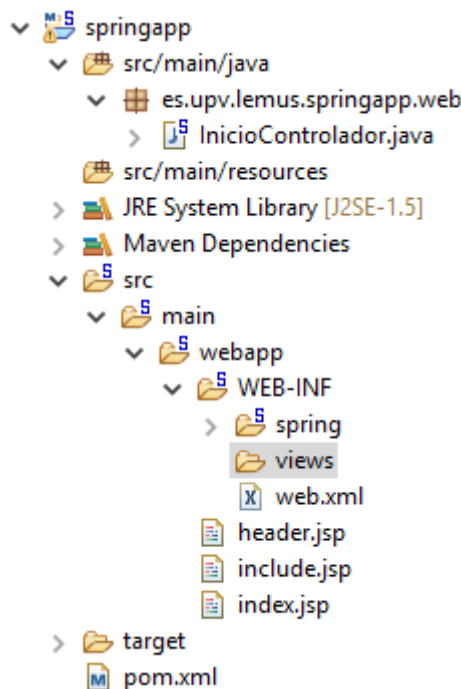 springapp
src/main/java
es.upv.lemus.springapp.web
InicioControlador.java
src/main/resources
JRE System Library [J2SE-1.5]
Maven Dependencies
src
main
webapp
WEB-INF
spring
views
web.xml
header.jsp
include.jsp
index.jsp
target
pom.xml